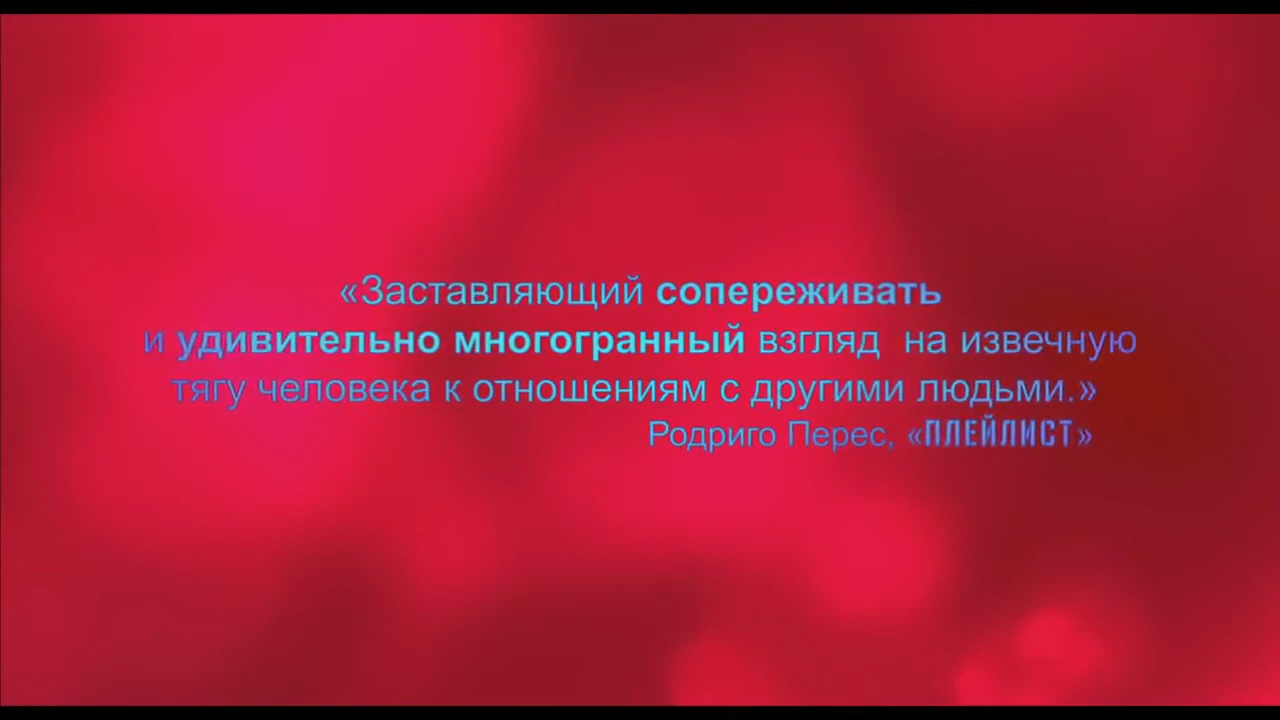 «Заставляющий сопереживать
и удивительно многогранный взгляд на извечную
тягу человека к отношениям с другими людьми.»
Родриго Перес, «ПЛЕЙЛИСТ»